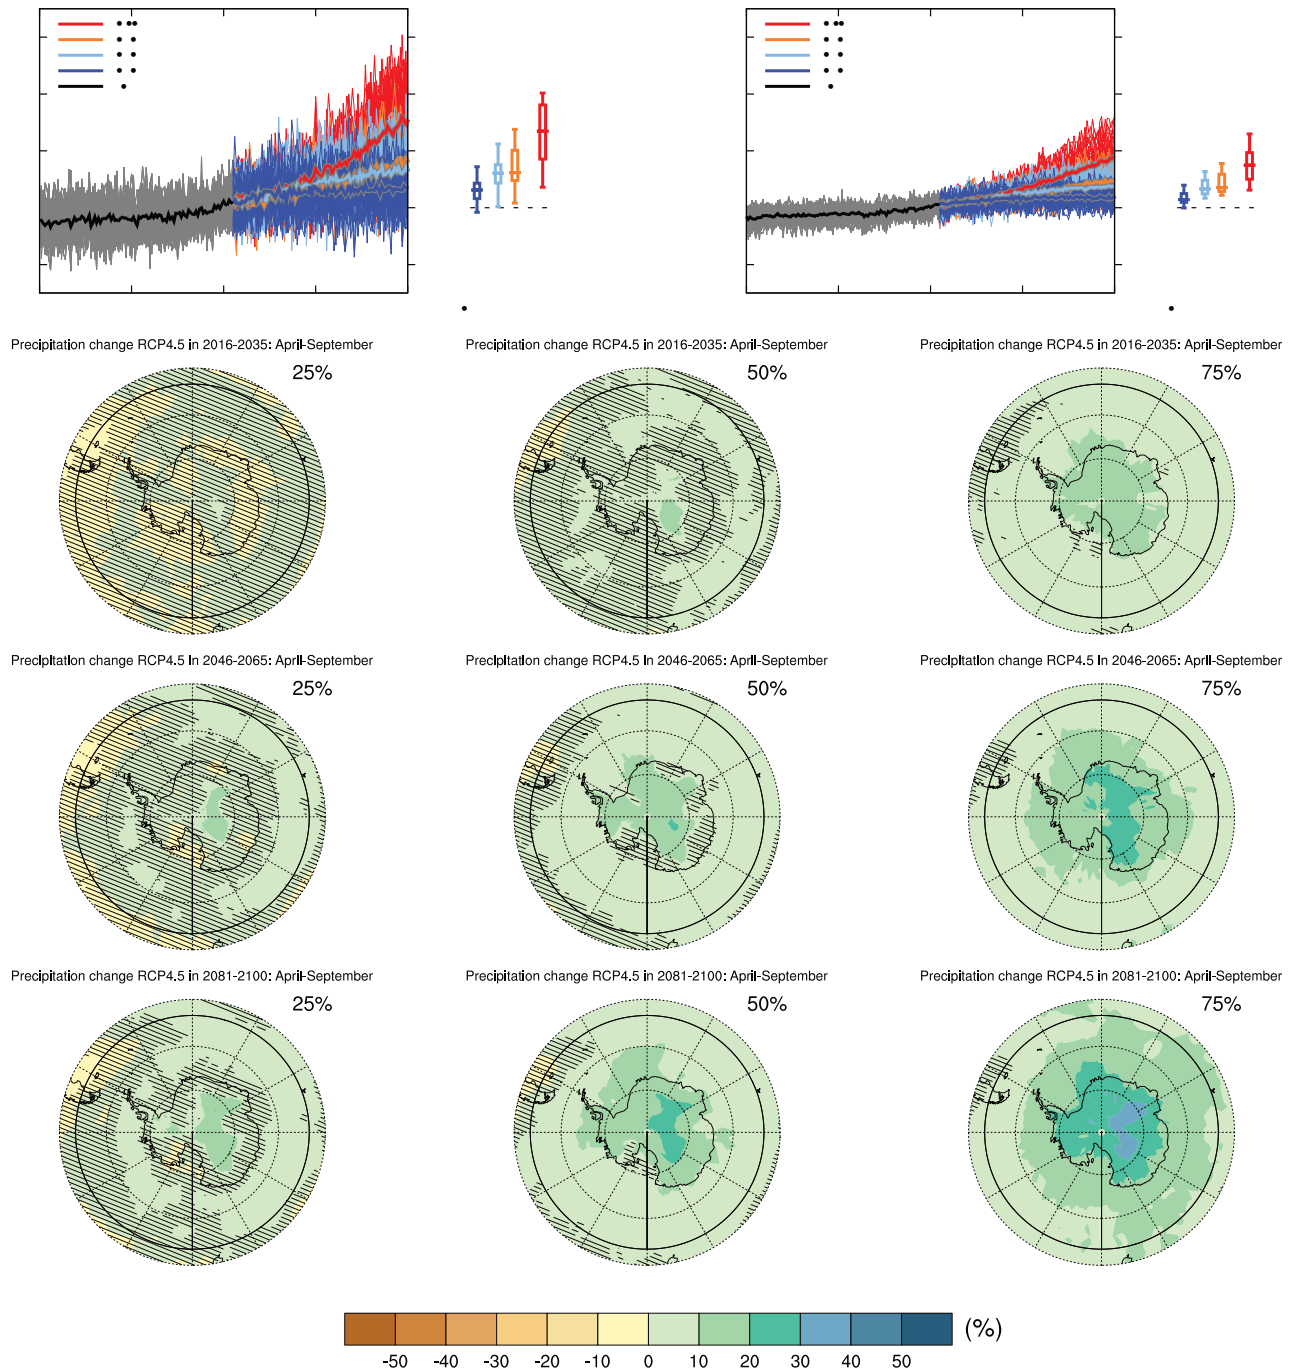 Precipitation change RCP4.5 in 2016-2035: April-September
25%
Precipitation change RCP4.5 in 2016-2035: April-September
50%
Precipitation change RCP4.5 in 2016-2035: April-September
75%
Precipitation change RCP4.5 in 2046-2065: April-September
25%
Precipitation change RCP4.5 in 2046-2065: April-September
50%
Precipitation change RCP4.5 in 2046-2065: April-September
75%
Precipitation change RCP4.5 in 2081-2100: April-September
25%
Precipitation change RCP4.5 in 2081-2100: April-September
50%
Precipitation change RCP4.5 in 2081-2100: April-September
75%
(%)
-50 -40 -30 -20 -10 0 10 20 30 40 50